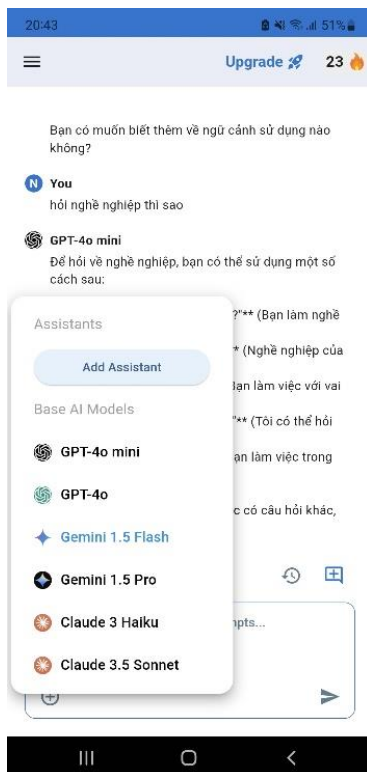 20:43
51%
Upgrade 23
Bạn có muốn biết thêm về ngữ cảnh sử dụng nào
không?
N You
hỏi nghề nghiệp thì sao
GPT-4o mini
Để hỏi về nghề nghiệp, bạn có thể sử dụng một số
cách sau:
?"** (Bạn làm nghề
* (Nghề nghiệp của
Bạn làm việc với vai
"** (Tôi có thể hỏi
ạn làm việc trong
c có câu hỏi khác,
Assistants
Add Assistant
Base AI Models
GPT-4o mini
GPT-4o
Gemini 1.5 Flash
Gemini 1.5 Pro
Claude 3 Haiku
Claude 3.5 Sonnet
mpts...